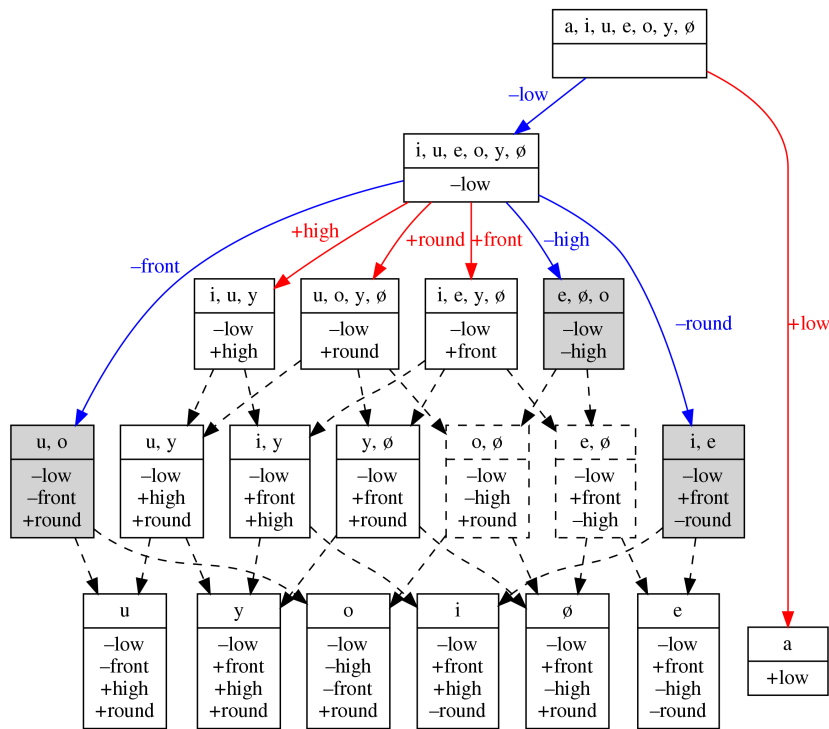 a, i, u, e, o, y, ø
–low
i, u, e, o, y, ø
–low
+high
+round
+front
–high
–front
–round
+low
i, u, y
–low
+high
u, o, y, ø
–low
+round
i, e, y, ø
–low
+front
e, ø, o
–low
–high
u, o
–low
–front
+round
u, y
–low
+high
+round
i, y
–low
+front
+high
y, ø
–low
+front
+round
o, ø
–low
–high
+round
e, ø
–low
+front
–high
i, e
–low
+front
–round
u
–low
–front
+high
+round
y
–low
+front
+high
+round
o
–low
–high
–front
+round
i
–low
+front
+high
–round
ø
–low
+front
–high
+round
e
–low
+front
–high
–round
a
+low